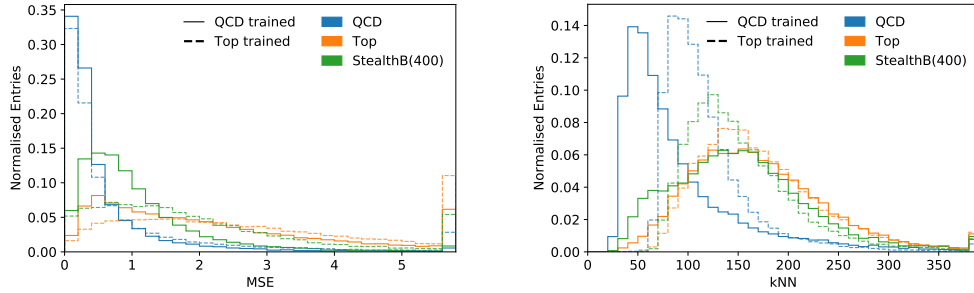 QCD trained
Top trained
QCD
Top
StealthB(400)
Normalised Entries
0.35
0.30
0.25
0.20
0.15
0.10
0.05
0.00
0 1 2 3 4 5
MSE
QCD trained
Top trained
QCD
Top
StealthB(400)
Normalised Entries
0.14
0.12
0.10
0.08
0.06
0.04
0.02
0.00
0 50 100 150 200 250 300 350
kNN